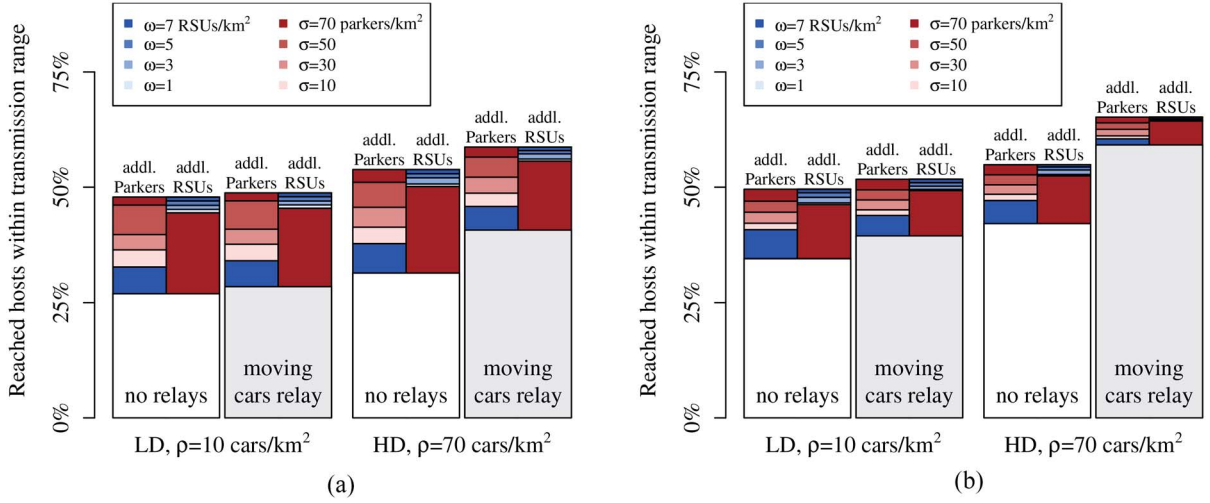 Reached hosts within transmission range
0%
25%
50%
75%
ω=7 RSUs/km²
ω=5
ω=3
ω=1
σ=70 parkers/km²
σ=50
σ=30
σ=10
addl.
Parkers
addl.
RSUs
addl.
Parkers
addl.
RSUs
addl.
Parkers
addl.
RSUs
addl.
Parkers
addl.
RSUs
no relays
moving
cars relay
no relays
moving
cars relay
LD, ρ=10 cars/km²
HD, ρ=70 cars/km²
(a)
Reached hosts within transmission range
0%
25%
50%
75%
ω=7 RSUs/km²
ω=5
ω=3
ω=1
σ=70 parkers/km²
σ=50
σ=30
σ=10
addl.
Parkers
addl.
RSUs
addl.
Parkers
addl.
RSUs
addl.
Parkers
addl.
RSUs
addl.
Parkers
addl.
RSUs
no relays
moving
cars relay
no relays
moving
cars relay
LD, ρ=10 cars/km²
HD, ρ=70 cars/km²
(b)